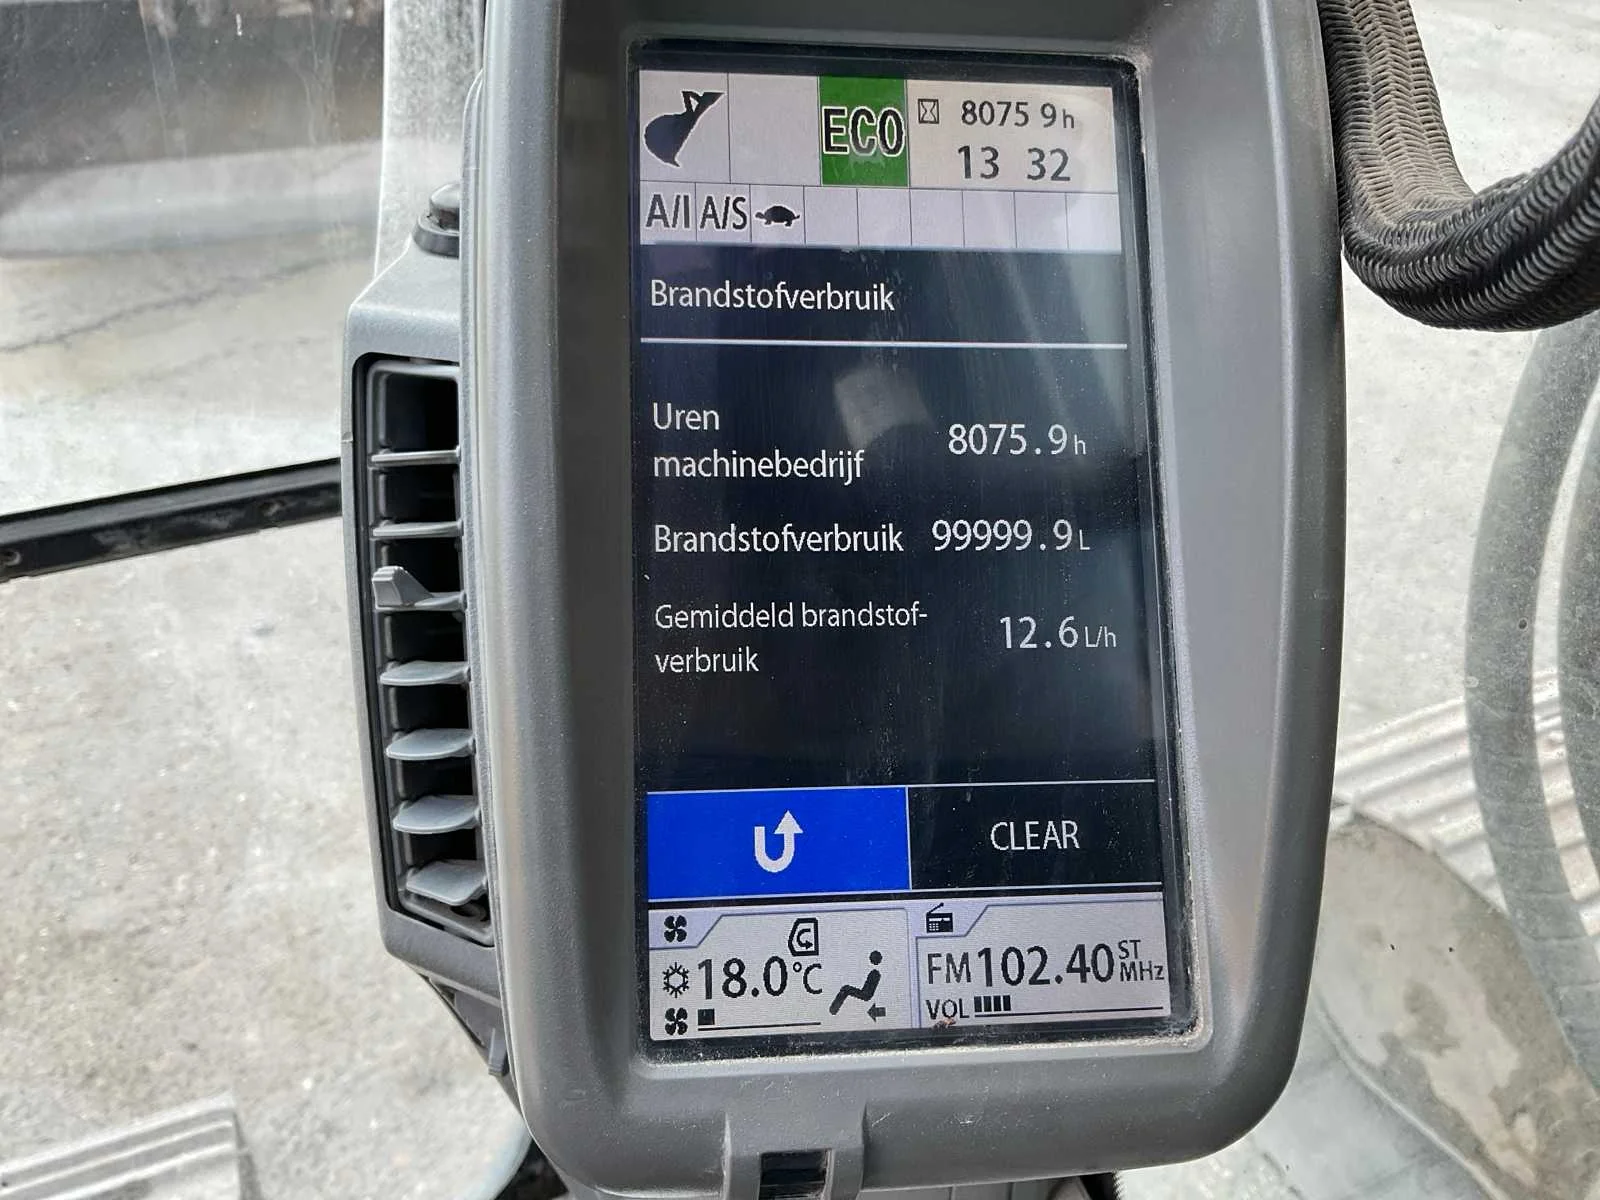 ECO
8075 9h
13 32
A/I A/S
Brandstofverbruik
Uren
machinebedrijf
8075.9h
Brandstofverbruik 99999.9L
Gemiddeld brandstof-
verbruik
12.6L/h
CLEAR
18.0°C
FM102.40 ST MHz
VOL